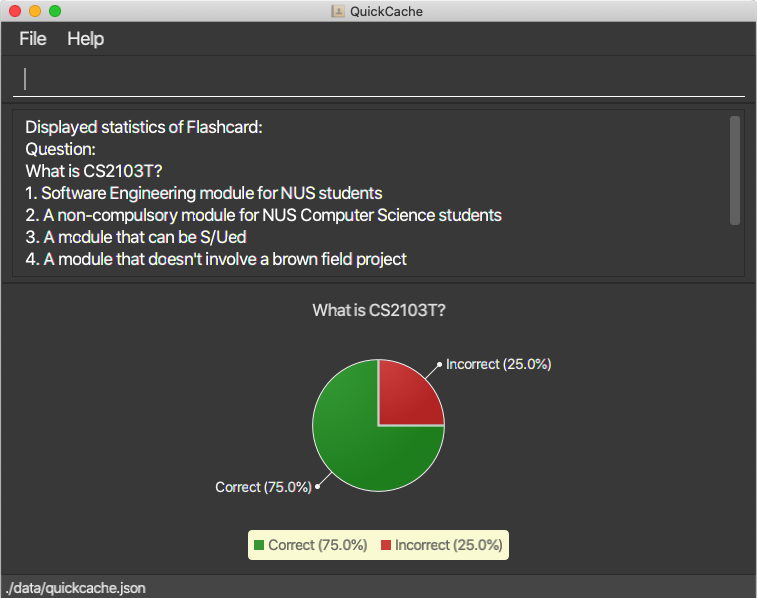 QuickCache
File Help
Displayed statistics of Flashcard:
Question:
What is CS2103T?
1. Software Engineering module for NUS students
2. A non-compulsory module for NUS Computer Science students
3. A module that can be S/Ued
4. A module that doesn't involve a brown field project
What is CS2103T?
Incorrect (25.0%)
Correct (75.0%)
Correct (75.0%) Incorrect (25.0%)
./data/quickcache.json